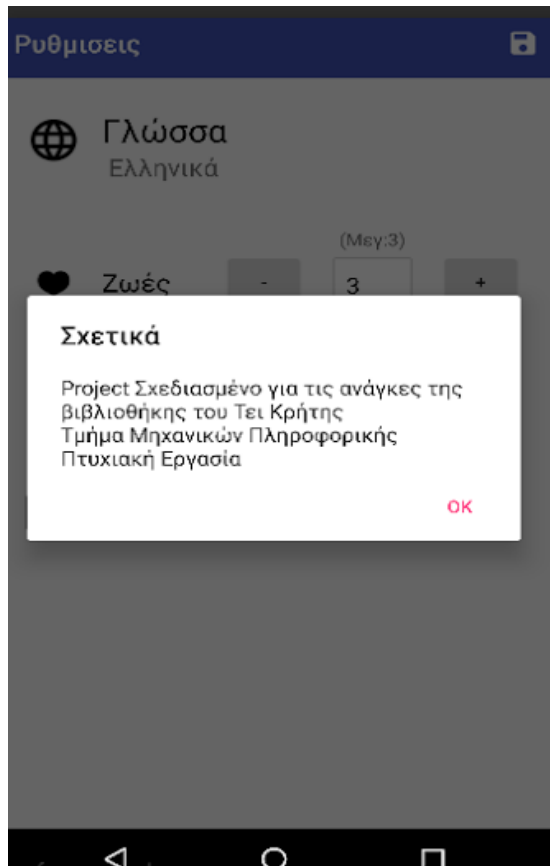 Ρυθμισεις
Γλώσσα
Ελληνικά
(Μεγ:3)
Ζωές - 3 +
Σχετικά
Project Σχεδιασμένο για τις ανάγκες της
βιβλιοθήκης του Τει Κρήτης
Τμήμα Μηχανικών Πληροφορικής
Πτυχιακή Εργασία
OK